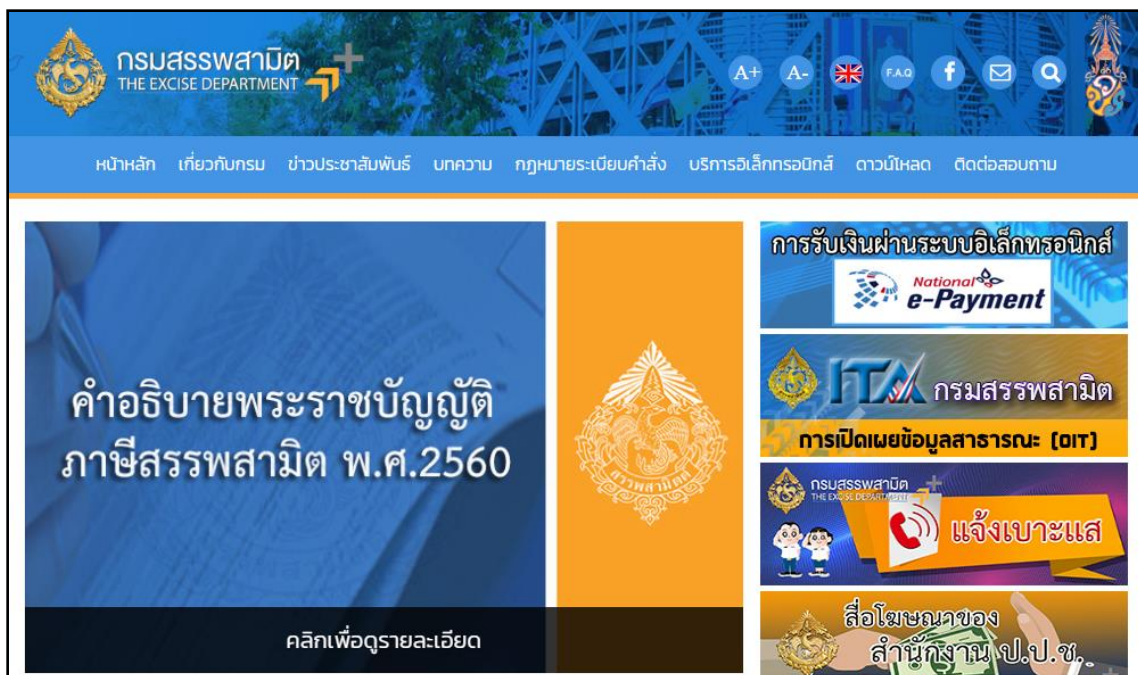 กรมสรรพสามิต
THE EXCISE DEPARTMENT
A+ A- F.A.Q f
หน้าหลัก เกี่ยวกับกรม ข่าวประชาสัมพันธ์ บทความ กฎหมายระเบียบคำสั่ง บริการอิเล็กทรอนิกส์ ดาวน์โหลด ติดต่อสอบถาม
คำอธิบายพระราชบัญญัติ
ภาษีสรรพสามิต พ.ศ.2560
สรรพสามิต
คลิกเพื่อดูรายละเอียด
การรับเงินผ่านระบบอิเล็กทรอนิกส์
National
e-Payment
ITA กรมสรรพสามิต
การเปิดเผยข้อมูลสาธารณะ (OIT)
กรมสรรพสามิต
THE EXCISE DEPARTMENT
แจ้งเบาะแส
สื่อโฆษณาของ
สำนักงาน ป.ป.ช.